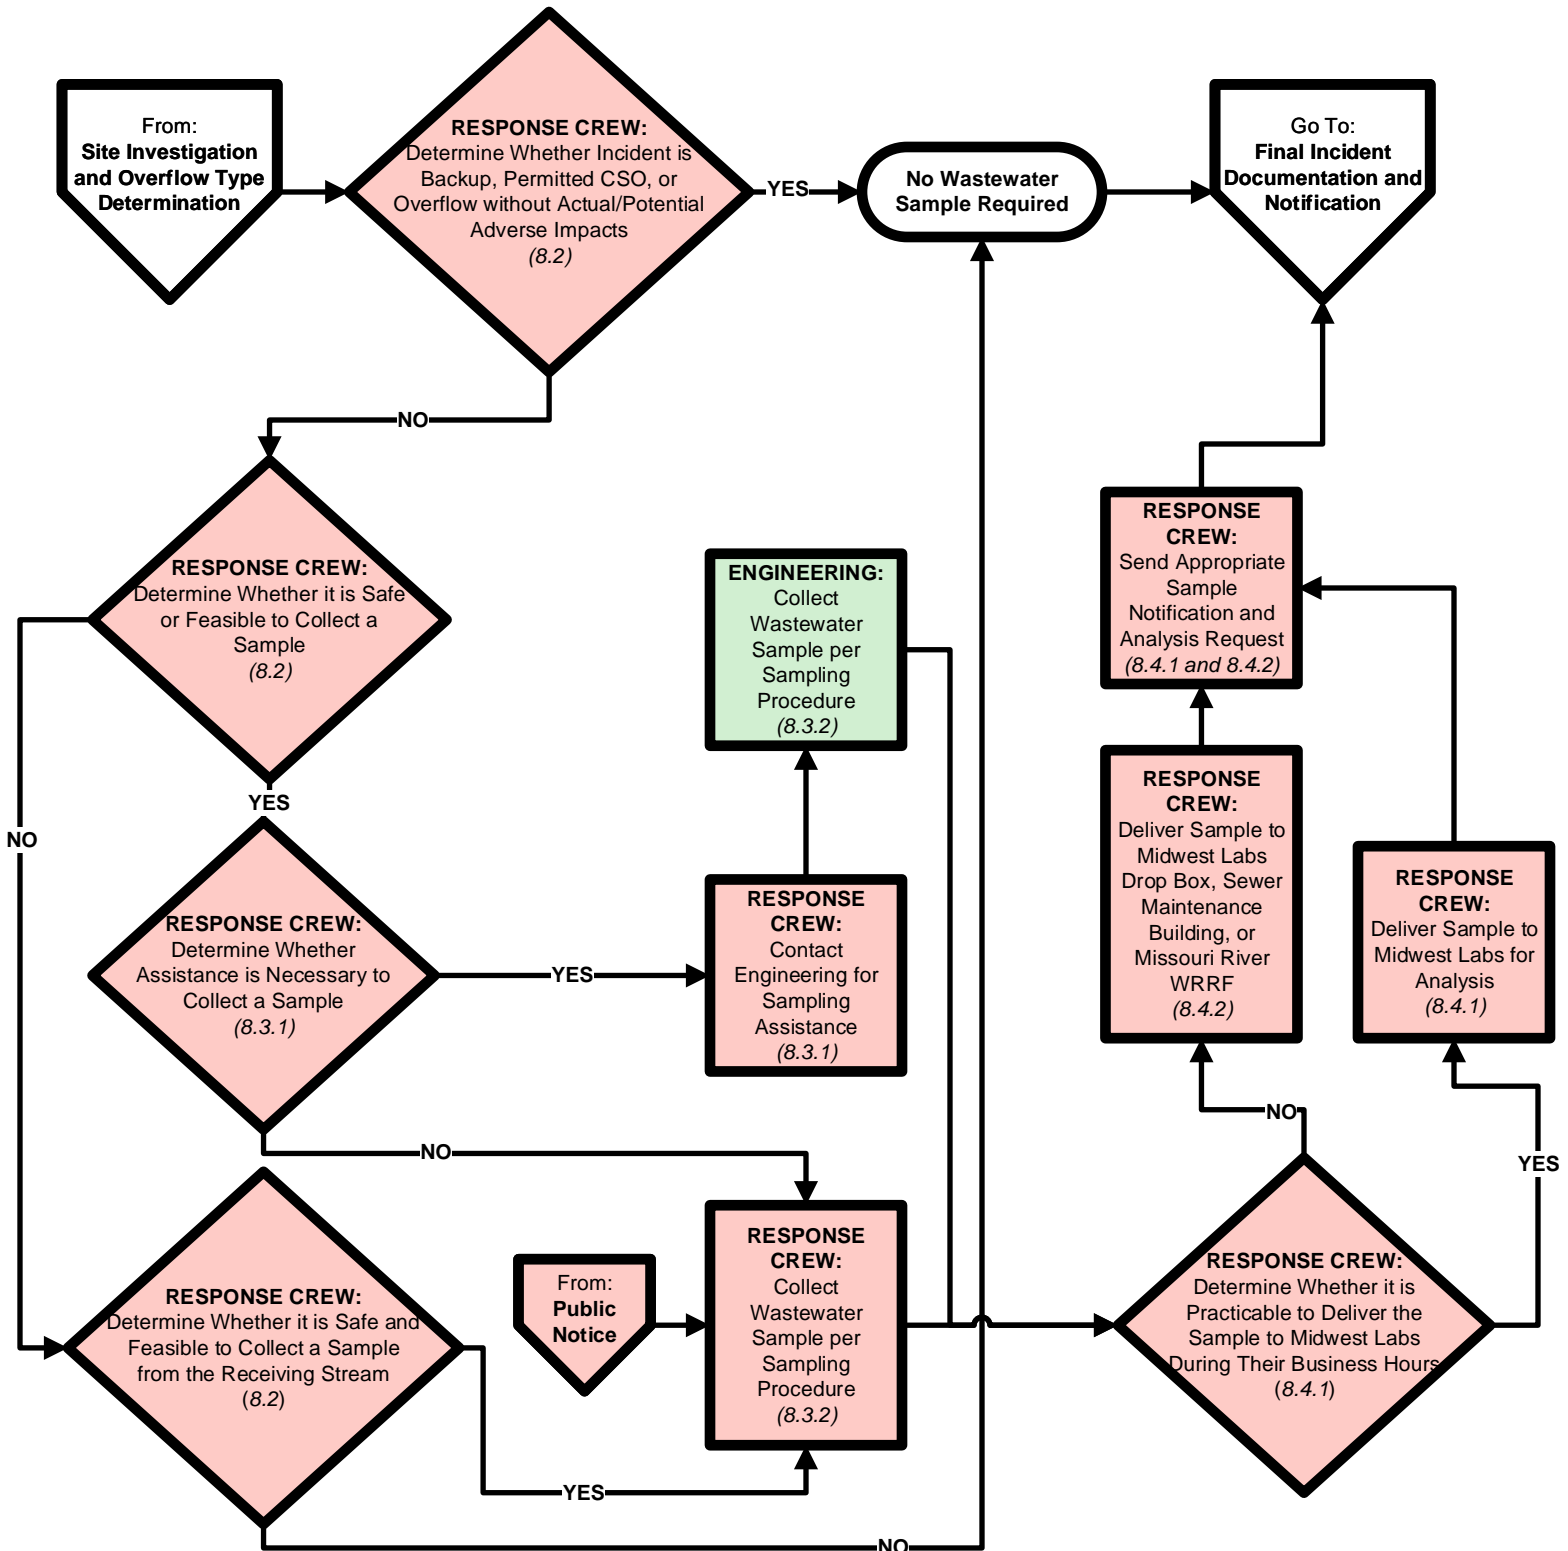 From:
Site Investigation
and Overflow Type
Determination
RESPONSE CREW:
Determine Whether Incident is
Backup, Permitted CSO, or
Overflow without Actual/Potential
Adverse Impacts
(8.2)
YES
No Wastewater
Sample Required
Go To:
Final Incident
Documentation and
Notification
NO
RESPONSE CREW:
Determine Whether it is Safe
or Feasible to Collect a
Sample
(8.2)
NO
YES
ENGINEERING:
Collect
Wastewater
Sample per
Sampling
Procedure
(8.3.2)
RESPONSE
CREW:
Send Appropriate
Sample
Notification and
Analysis Request
(8.4.1 and 8.4.2)
RESPONSE CREW:
Determine Whether
Assistance is Necessary to
Collect a Sample
(8.3.1)
YES
RESPONSE
CREW:
Contact
Engineering for
Sampling
Assistance
(8.3.1)
RESPONSE
CREW:
Deliver Sample to
Midwest Labs
Drop Box, Sewer
Maintenance
Building, or
Missouri River
WRRF
(8.4.2)
RESPONSE
CREW:
Deliver Sample to
Midwest Labs for
Analysis
(8.4.1)
NO
NO
YES
RESPONSE CREW:
Determine Whether it is Safe and
Feasible to Collect a Sample
from the Receiving Stream
(8.2)
From:
Public
Notice
RESPONSE
CREW:
Collect
Wastewater
Sample per
Sampling
Procedure
(8.3.2)
RESPONSE CREW:
Determine Whether it is
Practicable to Deliver the
Sample to Midwest Labs
During Their Business Hours
(8.4.1)
YES
NO